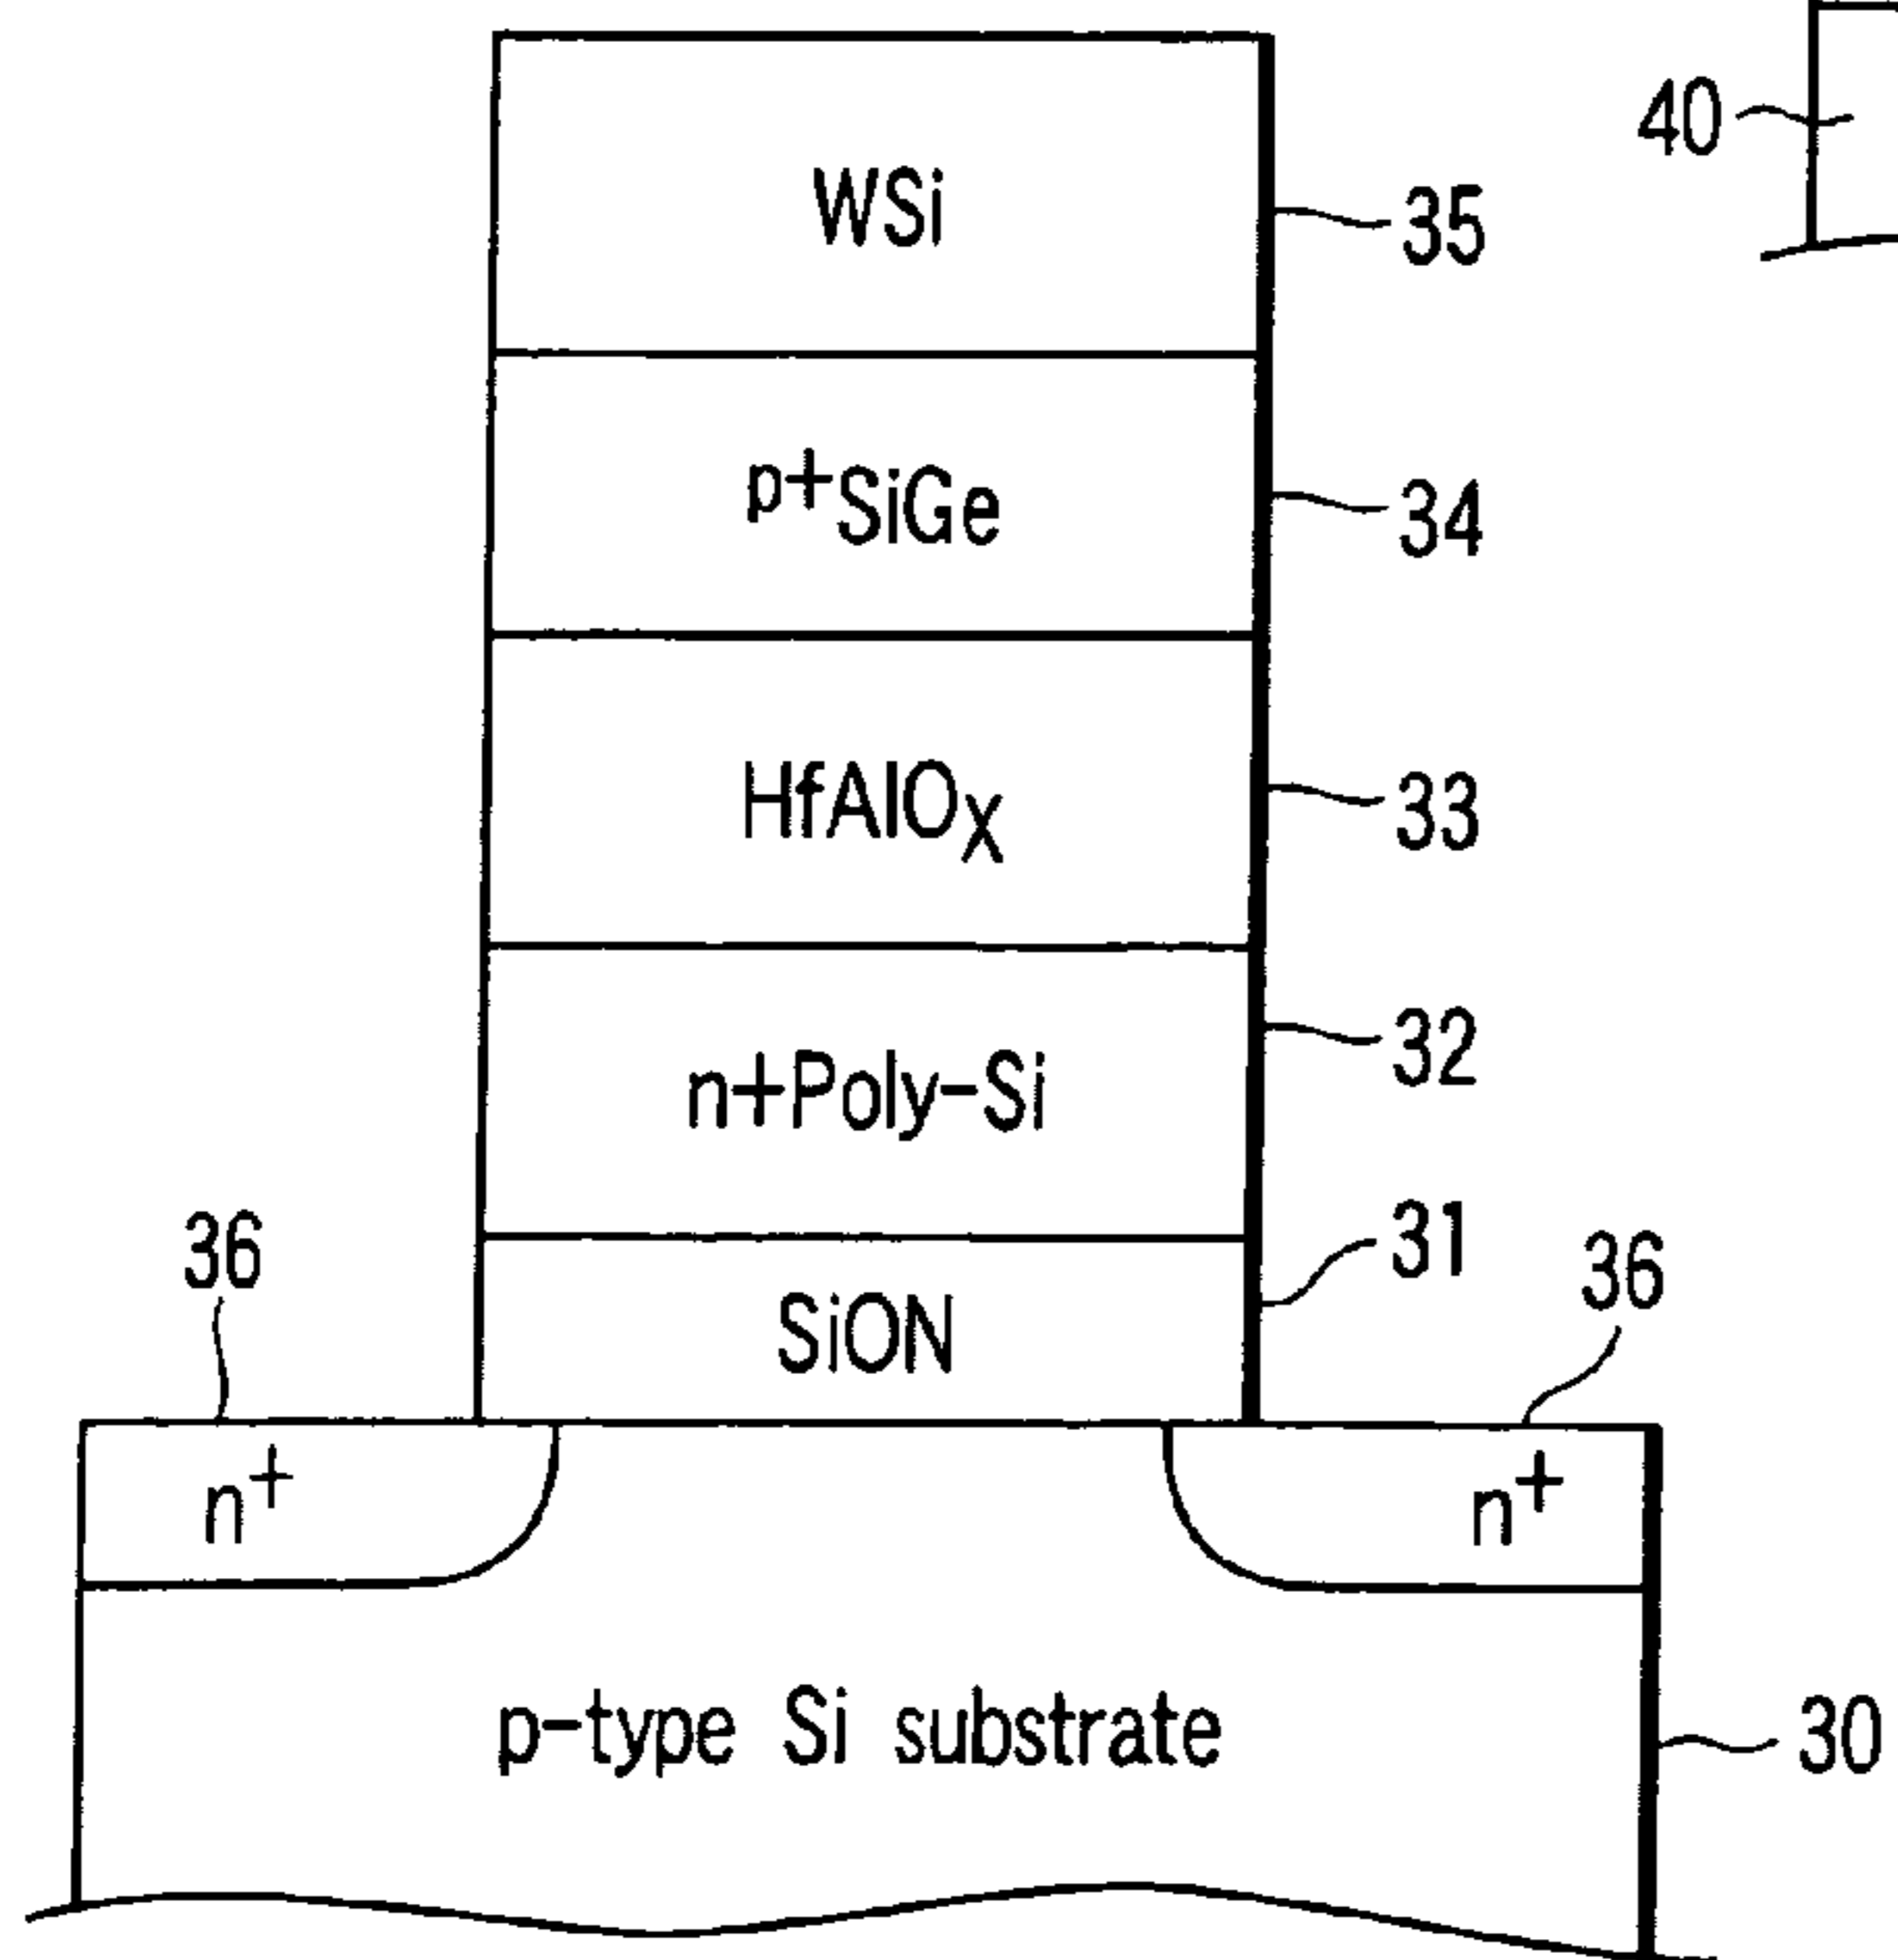 40
WSi
35
p+SiGe
34
HfAlOX
33
n+Poly-Si
32
SiON
31
36
36
n+
n+
p-type Si substrate
30